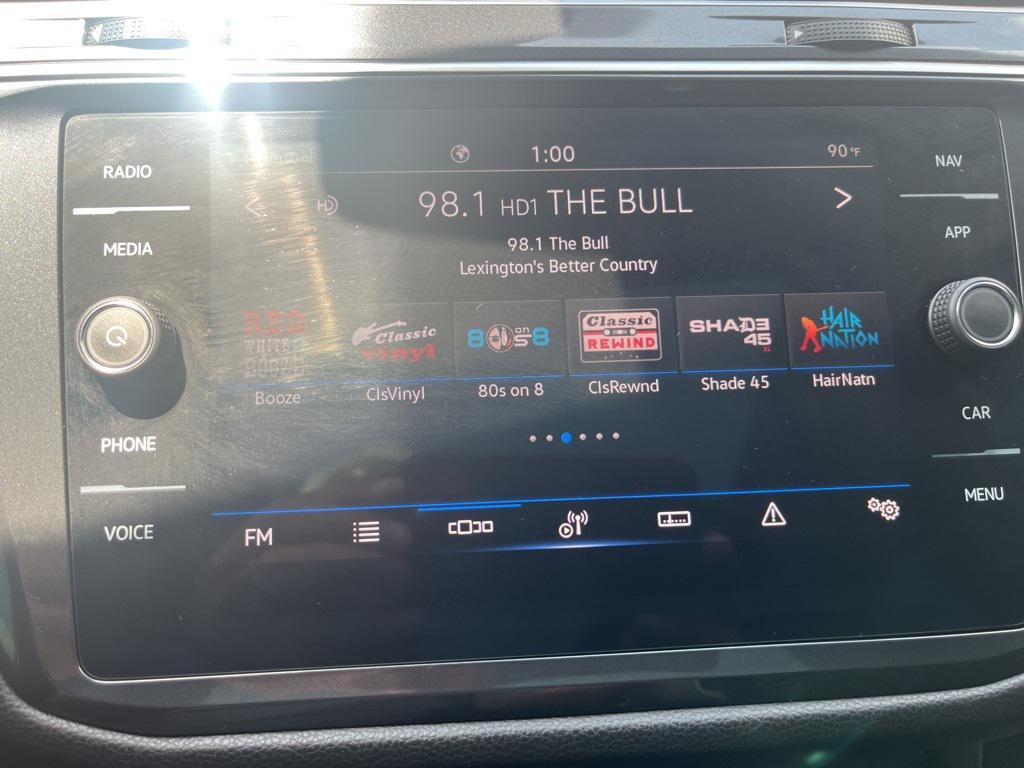 RADIO
MEDIA
PHONE
VOICE
1:00
90°F
HD
98.1 HD1 THE BULL
98.1 The Bull
Lexington's Better Country
RED
WHITE
BOOZE
Classic
vinyl
80s on 8
Classic
REWIND
SHADE
45
XL
HAIR
NATION
Booze
ClsVinyl
80s on 8
ClsRewnd
Shade 45
HairNatn
FM
NAV
APP
CAR
MENU